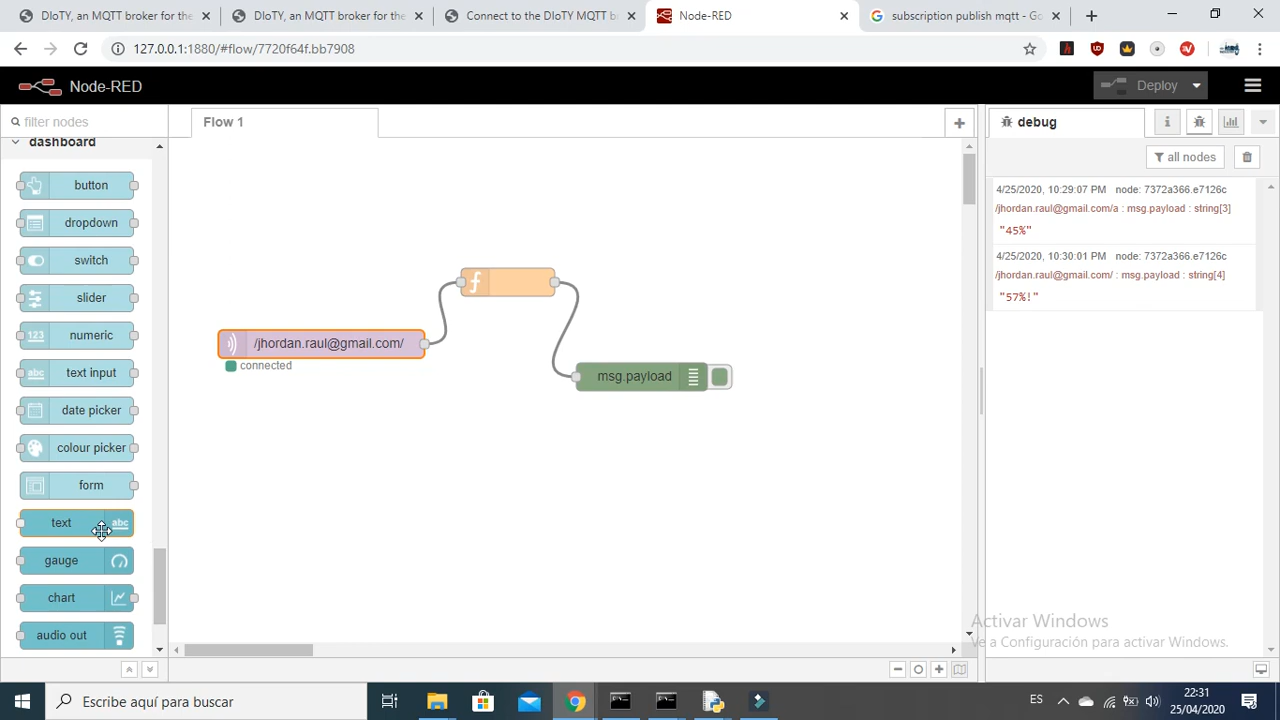 DIoTY, an MQTT broker for the
DIoTY, an MQTT broker for t
Connect to the DIoTY MQTT b
Node-RED
subscription publish mqtt - Go
127.0.0.1:1880/#flow/7720f64f.bb7908
Node-RED
Deploy
filter nodes
Flow 1
debug
all nodes
dashboard
button
dropdown
switch
slider
numeric
123
text input
abc
date picker
colour picker
form
text
abc
gauge
chart
audio out
f
/jhordan.raul@gmail.com/
connected
msg.payload
4/25/2020, 10:29:07 PM node: 7372a366.e7126c
/jhordan.raul@gmail.com/a : msg.payload : string[3]
"45%"
4/25/2020, 10:30:01 PM node: 7372a366.e7126c
/jhordan.raul@gmail.com/ : msg.payload : string[4]
"57%!"
Activar Windows
Ve a Configuración para activar Windows.
Escribe aquí para buscar
ES
22:31
25/04/2020